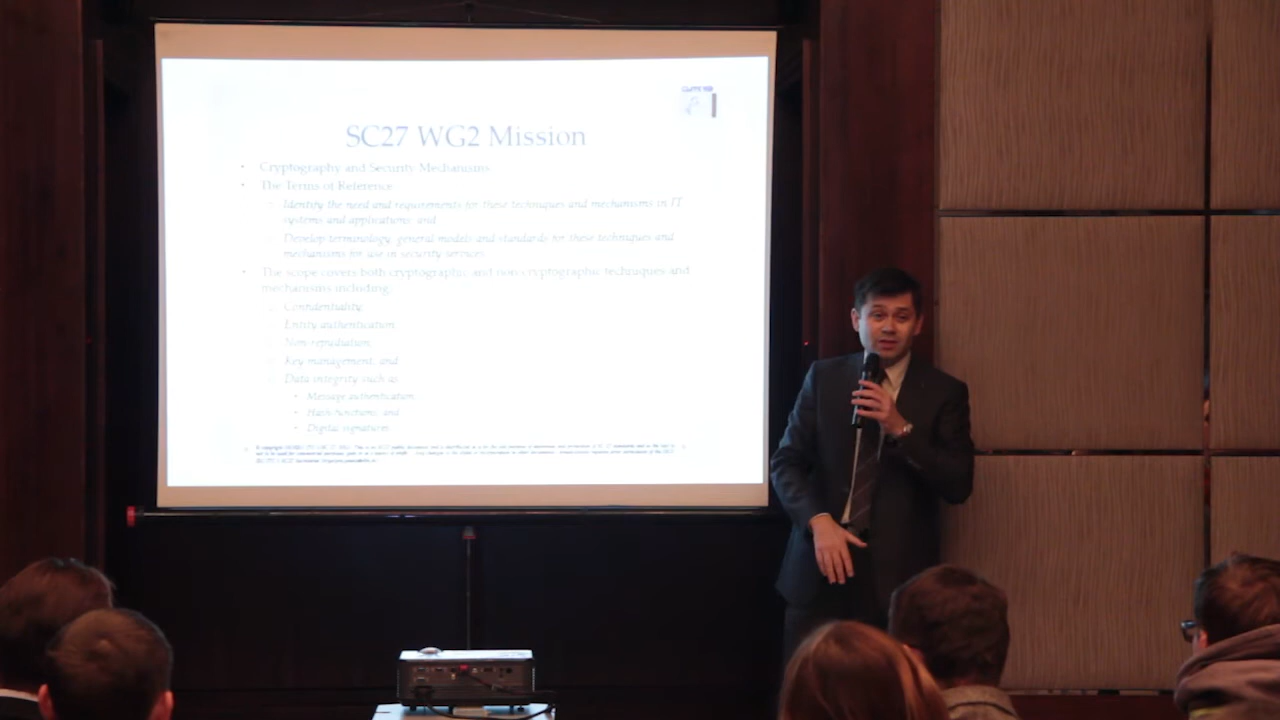 SC27 WG2 Mission
• Cryptography and Security Mechanisms
• The Terms of Reference:
Identify the need and requirements for these techniques and mechanisms in IT
systems and applications; and
Develop terminology, general models and standards for these techniques and
mechanisms for use in security services
• The scope covers both cryptographic and non-cryptographic techniques and
mechanisms including;
Confidentiality;
Entity authentication;
Non-repudiation;
Key management; and
Data integrity such as
• Message authentication,
• Hash-functions, and
• Digital signatures